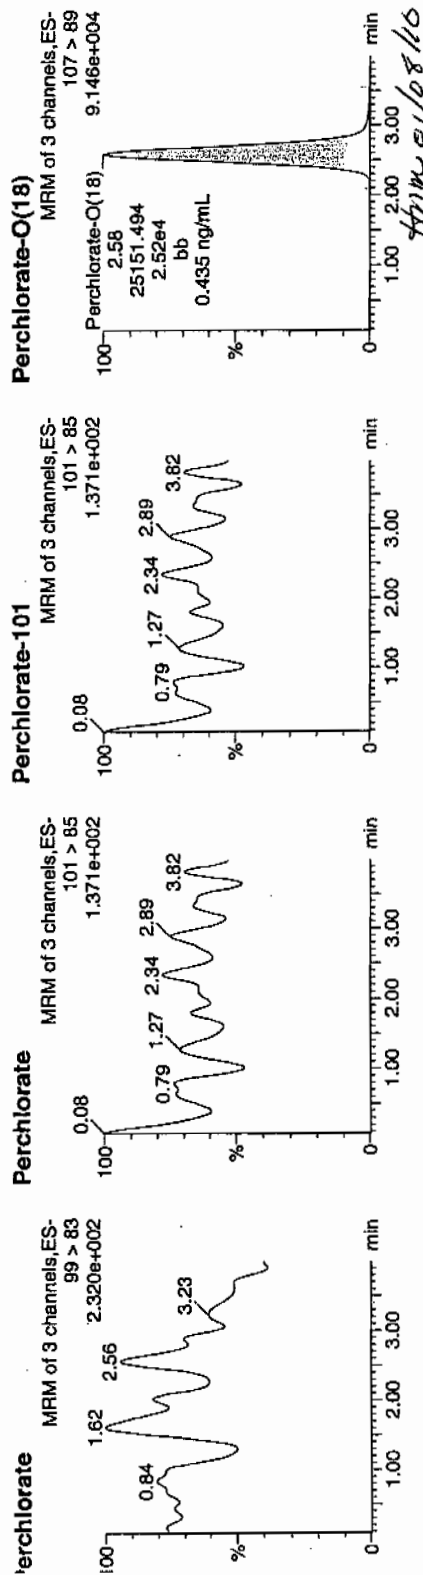 erchlorate
MRM of 3 channels,ES-
99 > 83
2.320e+002
100
%
0
0.84
1.62
2.56
3.23
1.00
2.00
3.00
min
Perchlorate
MRM of 3 channels,ES-
101 > 85
1.371e+002
100
%
0
0.08
0.79
1.27
2.34
2.89
3.82
1.00
2.00
3.00
min
Perchlorate-101
MRM of 3 channels,ES-
101 > 85
1.371e+002
100
%
0
0.08
0.79
1.27
2.34
2.89
3.82
1.00
2.00
3.00
min
Perchlorate-O(18)
MRM of 3 channels,ES-
107 > 89
9.146e+004
100
%
0
Perchlorate-O(18)
2.58
25151.494
2.52e4
bb
0.435 ng/mL
1.00
2.00
3.00
min
01/08/10